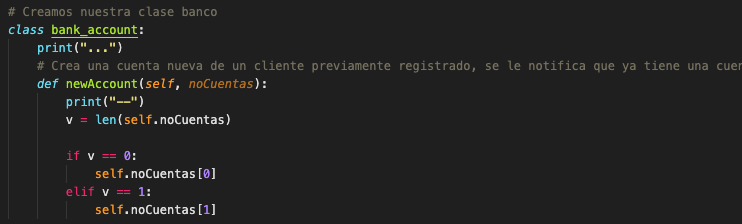 # Creamos nuestra clase banco
class bank_account:
    print("...")
    # Crea una cuenta nueva de un cliente previamente registrado, se le notifica que ya tiene una
    def newAccount(self, noCuentas):
        print("--")
        v = len(self.noCuentas)

        if v == 0:
            self.noCuentas[0]
        elif v == 1:
            self.noCuentas[1]